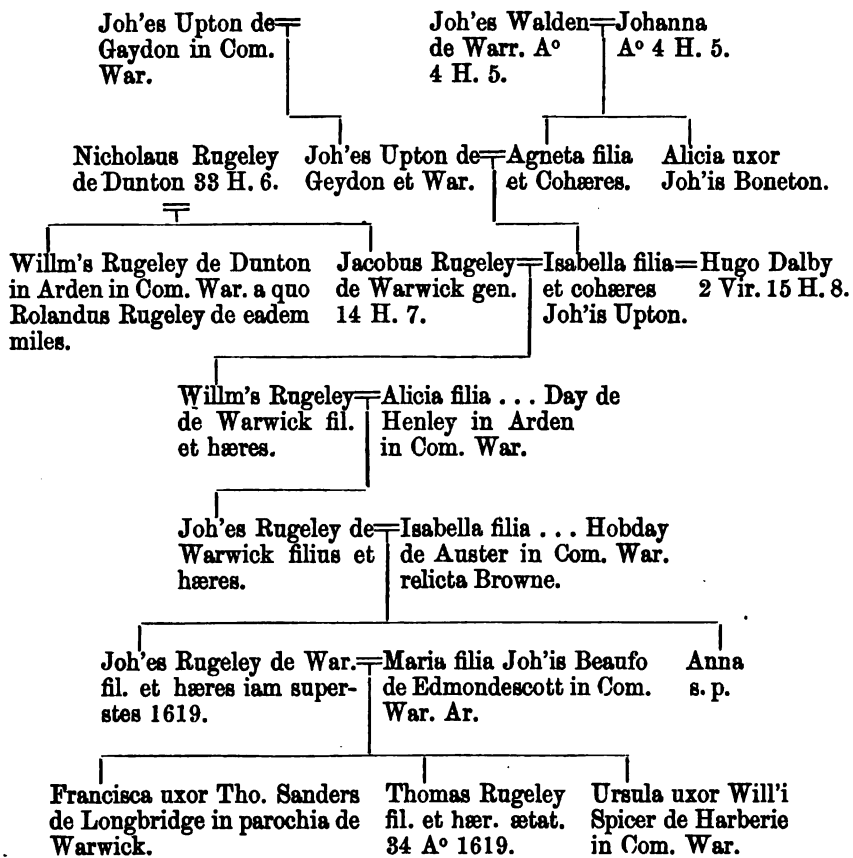 Joh'es Upton de
Gaydon in Com.
War.
Joh'es Walden
de Warr. Aº
4 H. 5.
Johanna
Aº 4 H. 5.
Nicholaus Rugeley
de Dunton 33 H. 6.
Joh'es Upton de
Geydon et War.
Agneta filia
et Cohæres.
Alicia uxor
Joh'is Boneton.
Willm's Rugeley de Dunton
in Arden in Com. War. a quo
Rolandus Rugeley de eadem
miles.
Jacobus Rugeley
de Warwick gen.
14 H. 7.
Isabella filia
et cohæres
Joh'is Upton.
Hugo Dalby
2 Vir. 15 H. 8.
Willm's Rugeley
de Warwick fil.
et hæres.
Alicia filia . . . Day de
Henley in Arden
in Com. War.
Joh'es Rugeley de
Warwick filius et
hæres.
Isabella filia . . . Hobday
de Auster in Com. War.
relicta Browne.
Joh'es Rugeley de War.
fil. et hæres iam super-
stes 1619.
Maria filia Joh'is Beaufo
de Edmondescott in Com.
War. Ar.
Anna
s. p.
Francisca uxor Tho. Sanders
de Longbridge in parochia de
Warwick.
Thomas Rugeley
fil. et hær. ætat.
34 Aº 1619.
Ursula uxor Will'i
Spicer de Harberie
in Com. War.